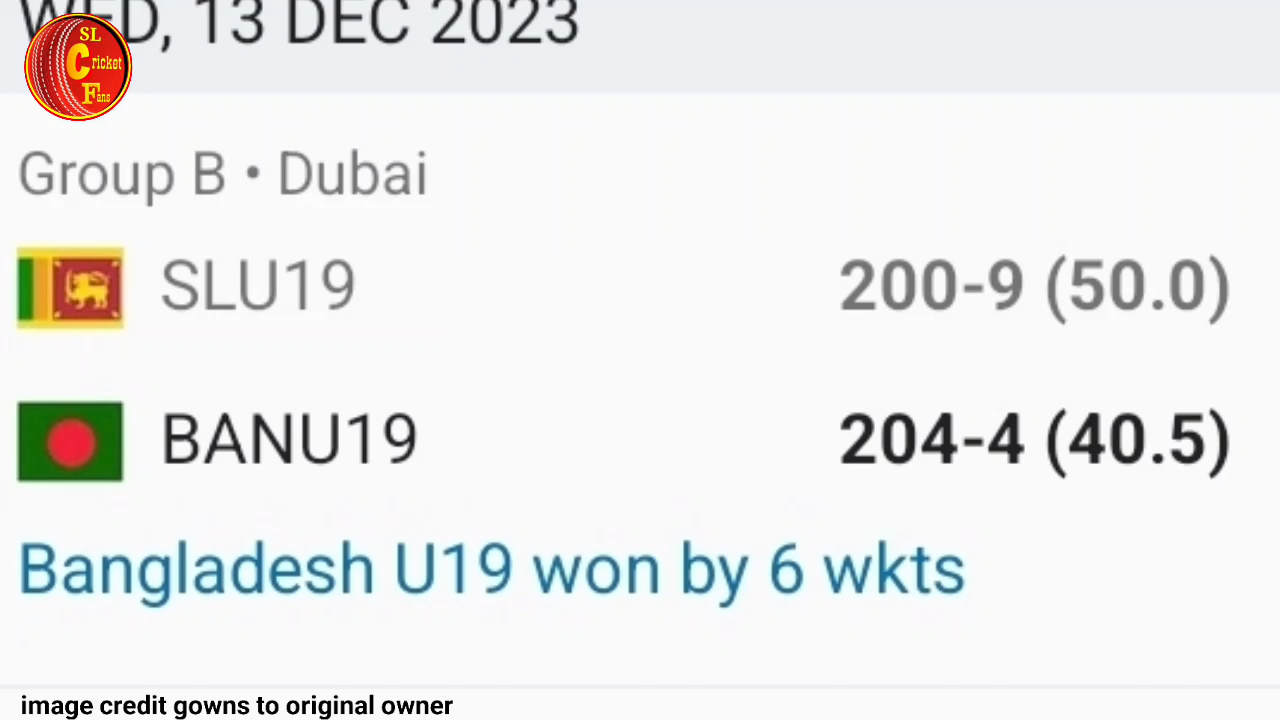 WED, 13 DEC 2023
SL
Cricket
Fans
Group B • Dubai
SLU19 200-9 (50.0)
BANU19 204-4 (40.5)
Bangladesh U19 won by 6 wkts
image credit gowns to original owner